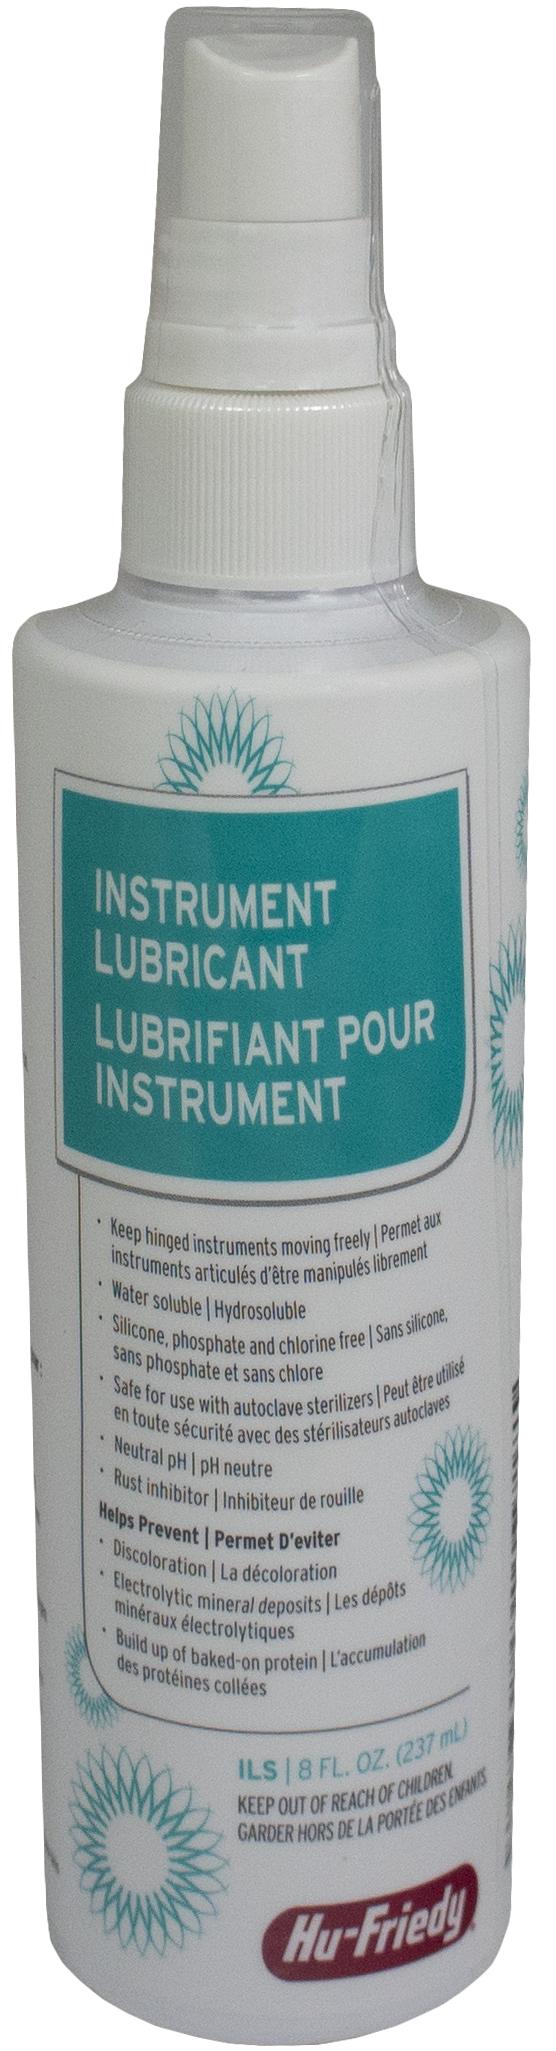 INSTRUMENT
LUBRICANT
LUBRIFIANT POUR
INSTRUMENT
• Keep hinged instruments moving freely | Permet aux
instruments articulés d'être manipulés librement
• Water soluble | Hydrosoluble
• Silicone, phosphate and chlorine free | Sans silicone,
sans phosphate et sans chlore
• Safe for use with autoclave sterilizers | Peut être utilisé
en toute sécurité avec des stérilisateurs autoclaves
• Neutral pH | pH neutre
• Rust inhibitor | Inhibiteur de rouille
Helps Prevent | Permet D'eviter
• Discoloration | La décoloration
• Electrolytic mineral deposits | Les dépôts
minéraux électrolytiques
• Build up of baked-on protein | L'accumulation
des protéines collées
ILS | 8 FL. OZ. (237 mL)
KEEP OUT OF REACH OF CHILDREN.
GARDER HORS DE LA PORTÉE DES ENFANTS.
Hu-Friedy